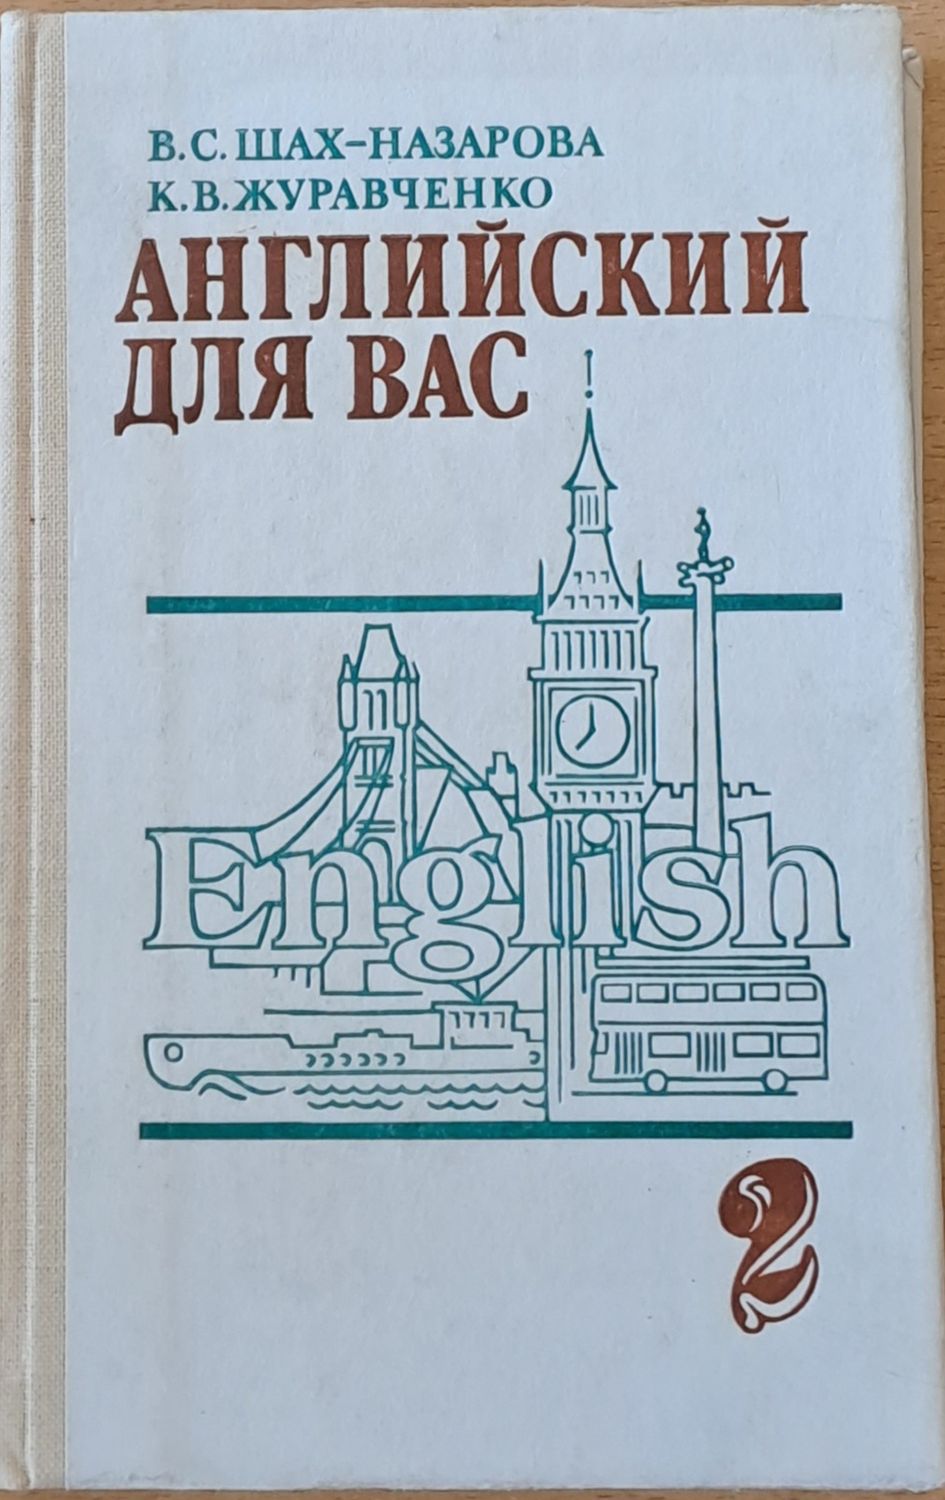 В.С.ШАХ-НАЗАРОВА
К.В.ЖУРАВЧЕНКО
АНГЛИЙСКИЙ
ДЛЯ ВАС
English
2